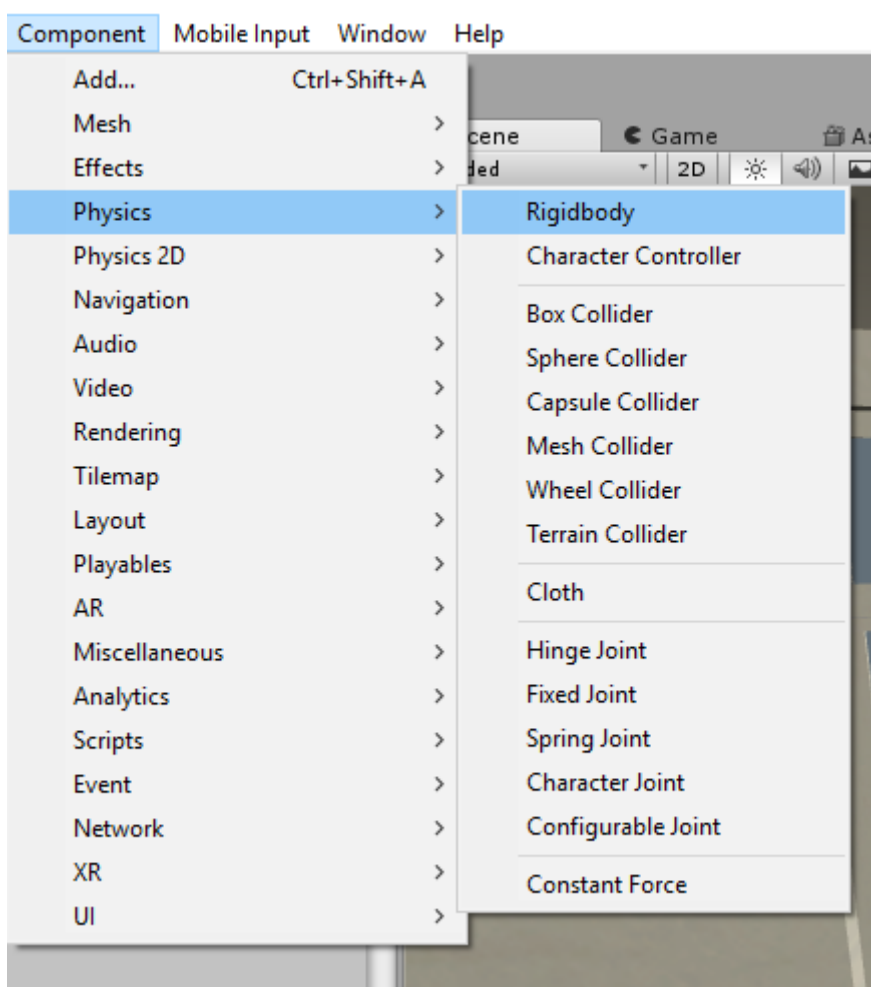 Component Mobile Input Window Help
Add... Ctrl+Shift+A
Mesh
Effects
Physics
Physics 2D
Navigation
Audio
Video
Rendering
Tilemap
Layout
Playables
AR
Miscellaneous
Analytics
Scripts
Event
Network
XR
UI
cene Game As
ded 2D
Rigidbody
Character Controller
Box Collider
Sphere Collider
Capsule Collider
Mesh Collider
Wheel Collider
Terrain Collider
Cloth
Hinge Joint
Fixed Joint
Spring Joint
Character Joint
Configurable Joint
Constant Force